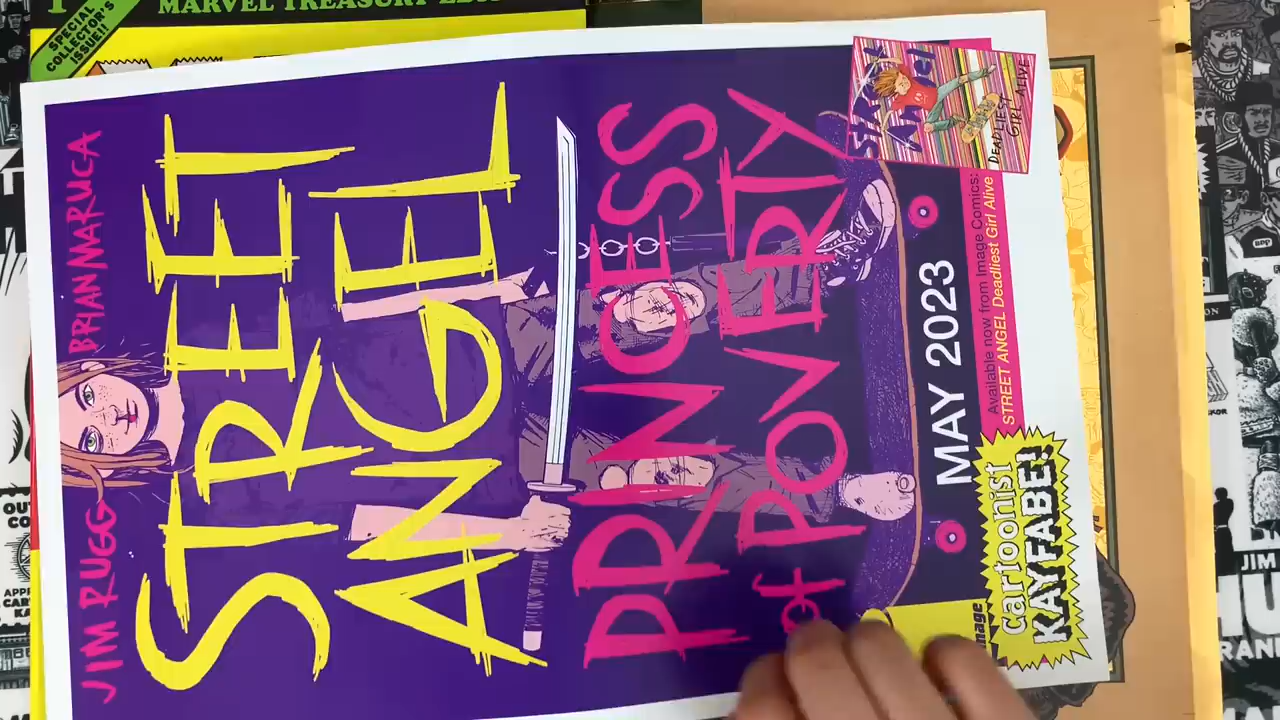 MARVEL TREASURY
SPECIAL
COLLECTOR'S
ISSUE!!
JIM RUGG BRIAN MARUCA
STREET
ANGEL
PRINCESS
of POVERTY
MAY 2023
STREET ANGEL
DEADLIEST
GIRL ALIVE
Available now from Image Comics:
STREET ANGEL Deadliest Girl Alive
Cartoonist
KAYFABE!
JIM